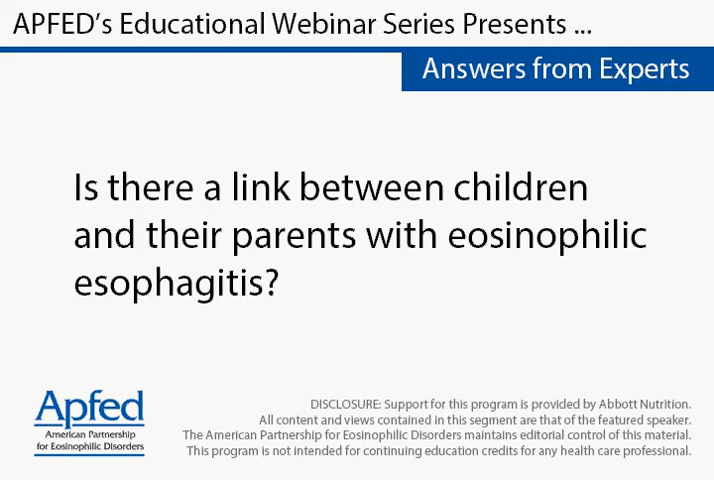 APFED's Educational Webinar Series Presents ...
Answers from Experts
Is there a link between children
and their parents with eosinophilic
esophagitis?
Apfed
American Partnership
for Eosinophilic Disorders
DISCLOSURE: Support for this program is provided by Abbott Nutrition.
All content and views contained in this segment are that of the featured speaker.
The American Partnership for Eosinophilic Disorders maintains editorial control of this material.
This program is not intended for continuing education credits for any health care professional.